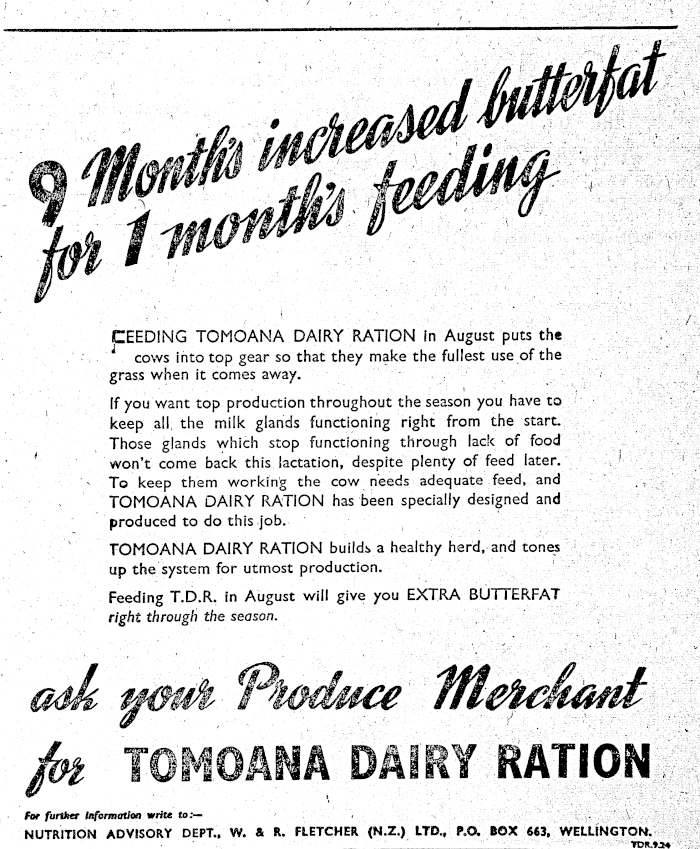 9 Month's increased butterfat
for 1 month's feeding
FEEDING TOMOANA DAIRY RATION in August puts the
cows into top gear so that they make the fullest use of the
grass when it comes away.
If you want top production throughout the season you have to
keep all the milk glands functioning right from the start.
Those glands which stop functioning through lack of food
won't come back this lactation, despite plenty of feed later.
To keep them working the cow needs adequate feed, and
TOMOANA DAIRY RATION has been specially designed and
produced to do this job.
TOMOANA DAIRY RATION builds a healthy herd, and tones
up the system for utmost production.
Feeding T.D.R. in August will give you EXTRA BUTTERFAT
right through the season.
ask your Produce Merchant
for TOMOANA DAIRY RATION
For further information write to:—
NUTRITION ADVISORY DEPT., W. & R. FLETCHER (N.Z.) LTD., P.O. BOX 663, WELLINGTON.
TDR.9.24